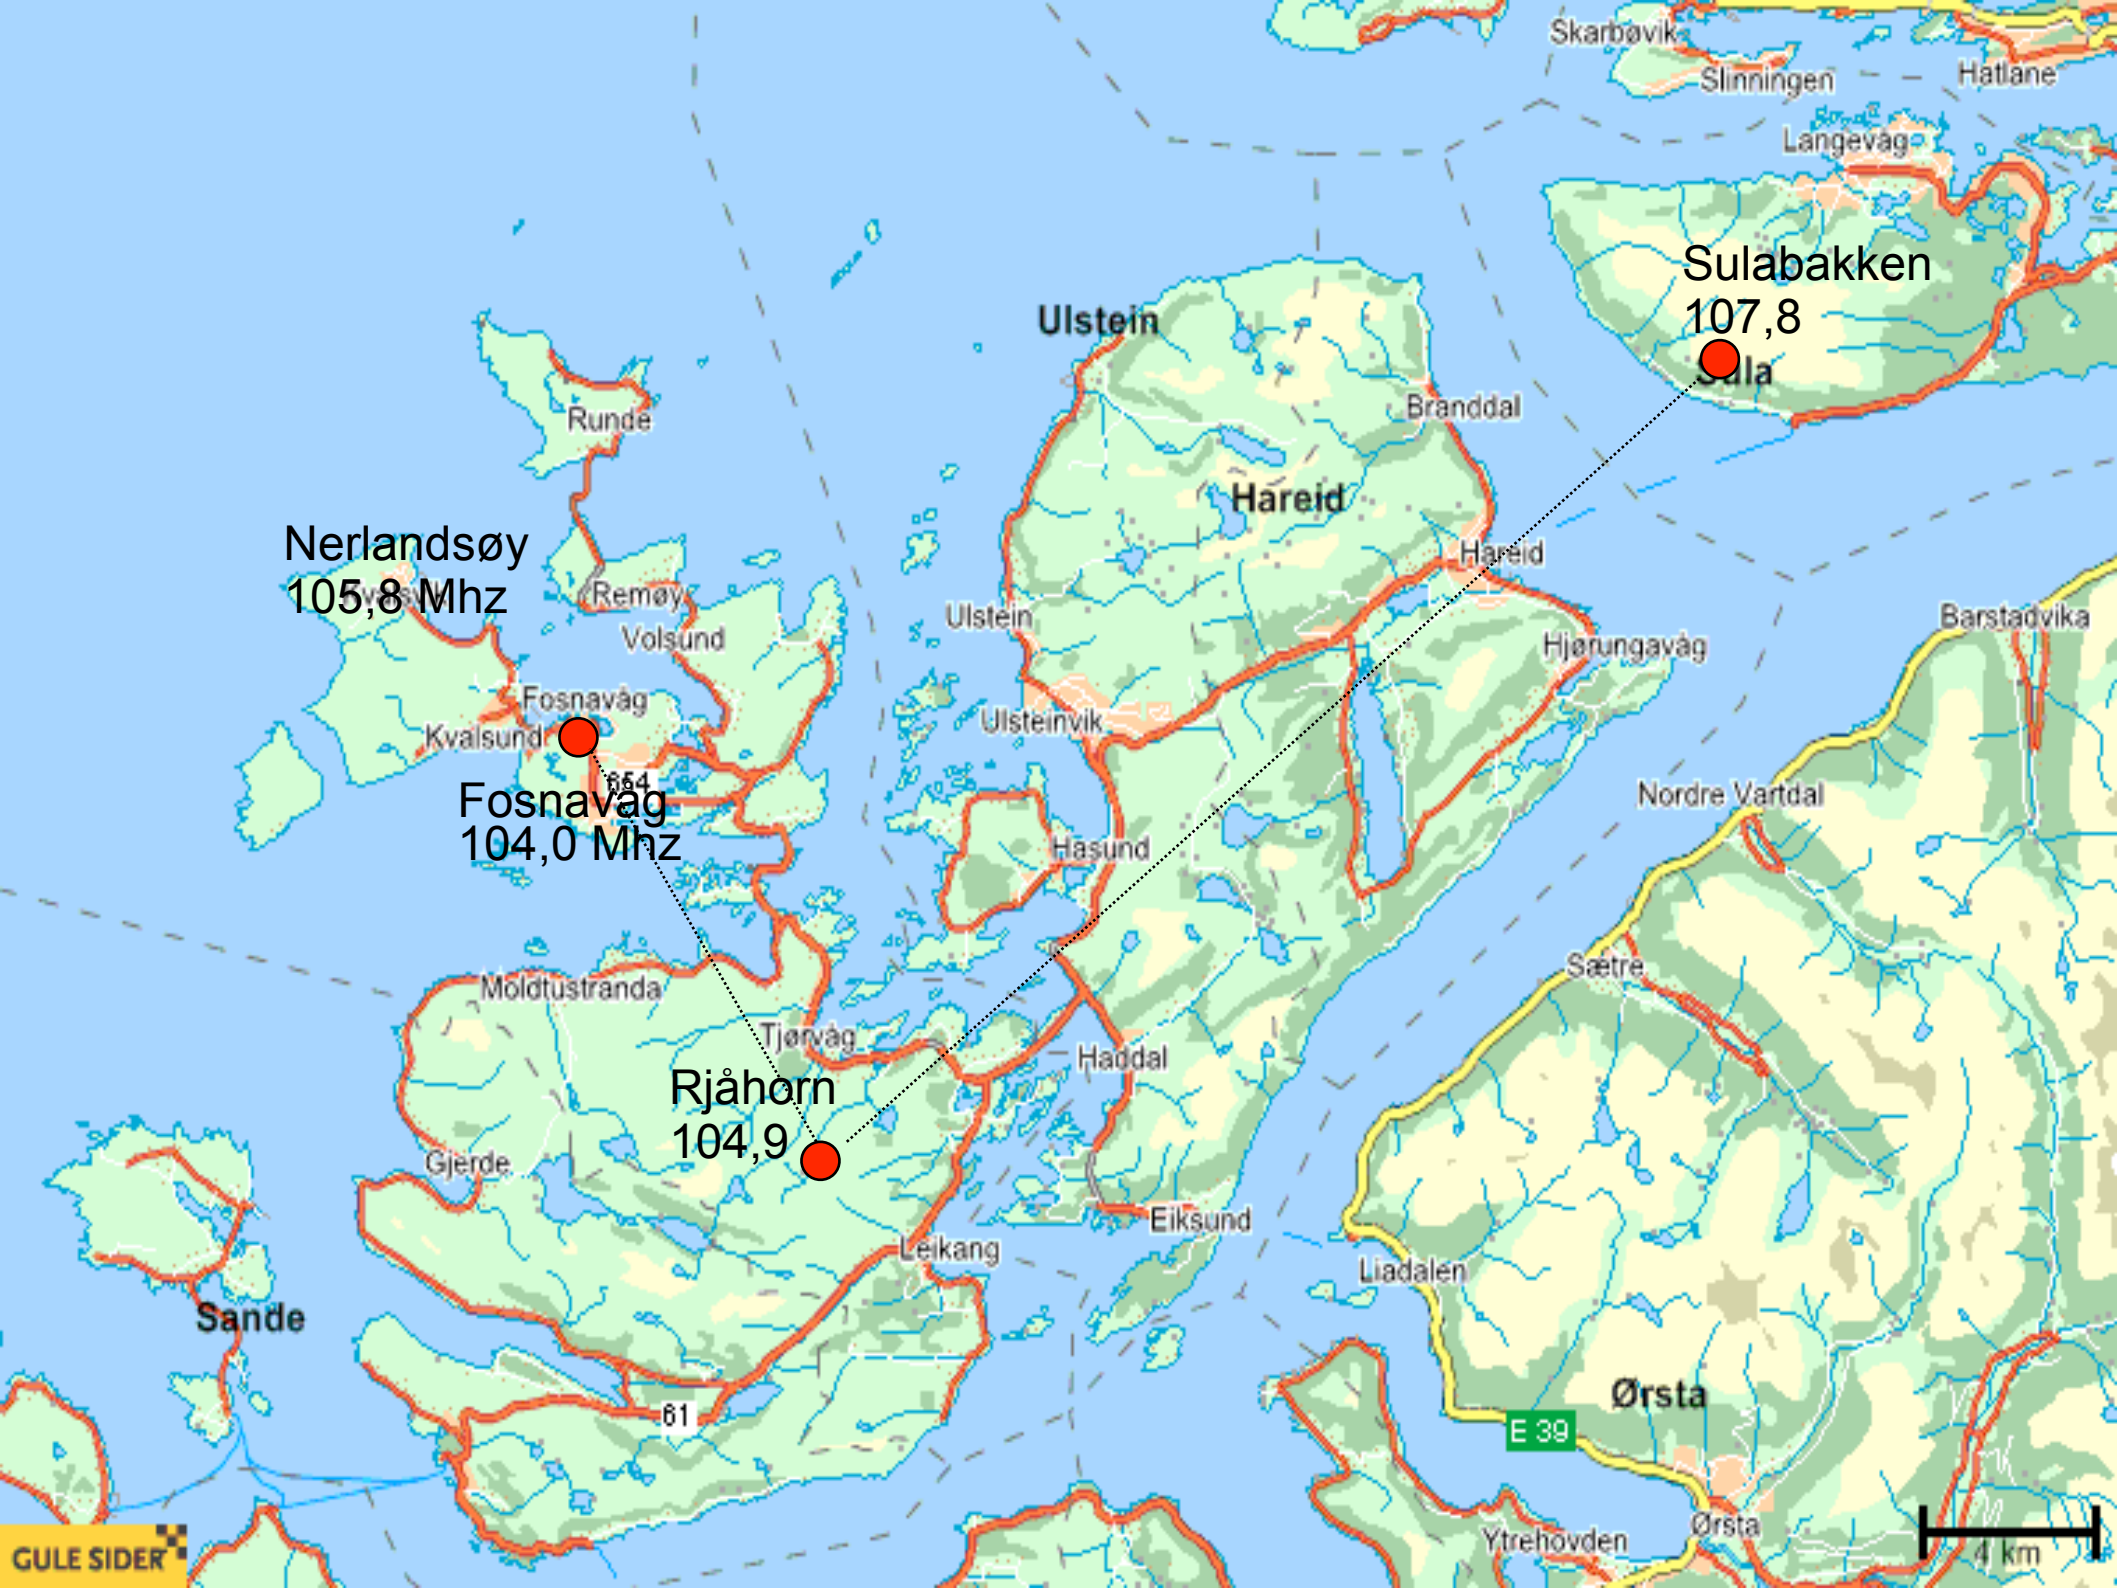 Skarbøvik
Slinningen
Hatlane
Langevåg
Sulabakken
107,8
Sula
Ulstein
Runde
Branddal
Hareid
Nerlandsøy
105,8 Mhz
Remøy
Hareid
Ulstein
Volsund
Barstadvika
Hjørungavåg
Fosnavåg
Ulsteinvik
Kvalsund
654
Fosnavåg
104,0 Mhz
Nordre Vartdal
Hasund
Sætre
Moldtustranda
Tjørvåg
Haddal
Rjåhorn
104,9
Gjerde
Eiksund
Leikang
Liadalen
Sande
Ørsta
61
E 39
Ørsta
Ytrehovden
4 km
GULE SIDER